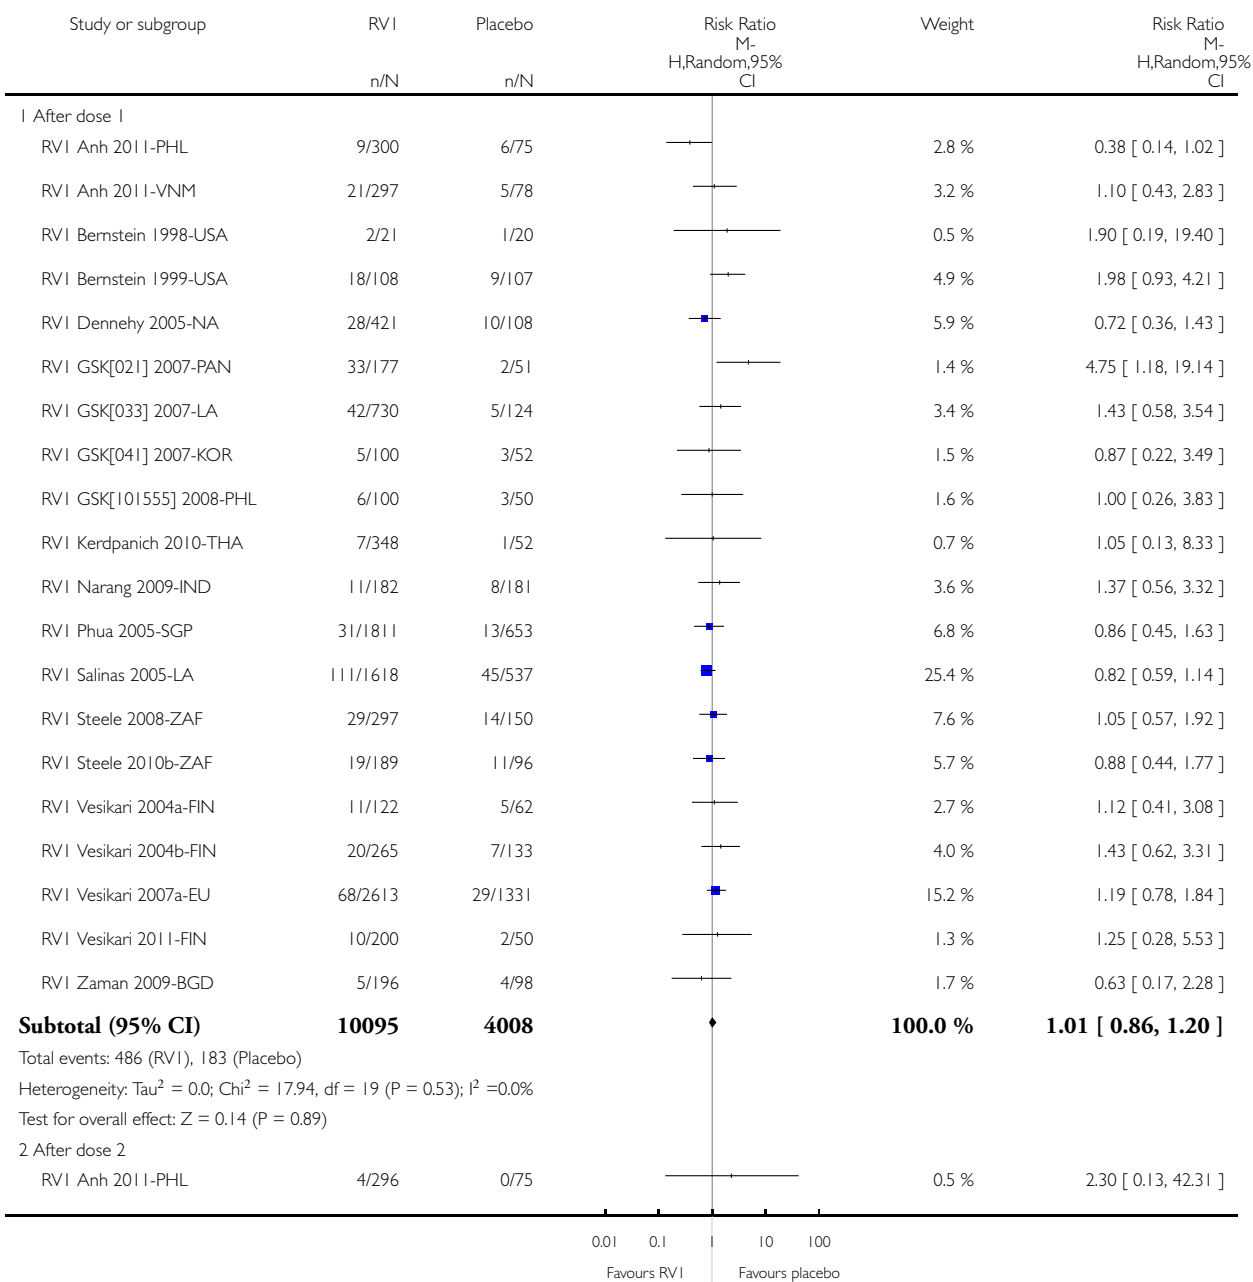 Study or subgroup RV1 Placebo Risk Ratio Weight Risk Ratio
M- M-
H,Random,95% H,Random,95%
n/N n/N CI CI
1 After dose 1
RV1 Anh 2011-PHL 9/300 6/75 2.8 % 0.38 [ 0.14, 1.02 ]
RV1 Anh 2011-VNM 21/297 5/78 3.2 % 1.10 [ 0.43, 2.83 ]
RV1 Bernstein 1998-USA 2/21 1/20 0.5 % 1.90 [ 0.19, 19.40 ]
RV1 Bernstein 1999-USA 18/108 9/107 4.9 % 1.98 [ 0.93, 4.21 ]
RV1 Dennehy 2005-NA 28/421 10/108 5.9 % 0.72 [ 0.36, 1.43 ]
RV1 GSK[021] 2007-PAN 33/177 2/51 1.4 % 4.75 [ 1.18, 19.14 ]
RV1 GSK[033] 2007-LA 42/730 5/124 3.4 % 1.43 [ 0.58, 3.54 ]
RV1 GSK[041] 2007-KOR 5/100 3/52 1.5 % 0.87 [ 0.22, 3.49 ]
RV1 GSK[101555] 2008-PHL 6/100 3/50 1.6 % 1.00 [ 0.26, 3.83 ]
RV1 Kerdpanich 2010-THA 7/348 1/52 0.7 % 1.05 [ 0.13, 8.33 ]
RV1 Narang 2009-IND 11/182 8/181 3.6 % 1.37 [ 0.56, 3.32 ]
RV1 Phua 2005-SGP 31/1811 13/653 6.8 % 0.86 [ 0.45, 1.63 ]
RV1 Salinas 2005-LA 111/1618 45/537 25.4 % 0.82 [ 0.59, 1.14 ]
RV1 Steele 2008-ZAF 29/297 14/150 7.6 % 1.05 [ 0.57, 1.92 ]
RV1 Steele 2010b-ZAF 19/189 11/96 5.7 % 0.88 [ 0.44, 1.77 ]
RV1 Vesikari 2004a-FIN 11/122 5/62 2.7 % 1.12 [ 0.41, 3.08 ]
RV1 Vesikari 2004b-FIN 20/265 7/133 4.0 % 1.43 [ 0.62, 3.31 ]
RV1 Vesikari 2007a-EU 68/2613 29/1331 15.2 % 1.19 [ 0.78, 1.84 ]
RV1 Vesikari 2011-FIN 10/200 2/50 1.3 % 1.25 [ 0.28, 5.53 ]
RV1 Zaman 2009-BGD 5/196 4/98 1.7 % 0.63 [ 0.17, 2.28 ]
Subtotal (95% CI) 10095 4008 100.0 % 1.01 [ 0.86, 1.20 ]
Total events: 486 (RV1), 183 (Placebo)
Heterogeneity: Tau² = 0.0; Chi² = 17.94, df = 19 (P = 0.53); I² =0.0%
Test for overall effect: Z = 0.14 (P = 0.89)
2 After dose 2
RV1 Anh 2011-PHL 4/296 0/75 0.5 % 2.30 [ 0.13, 42.31 ]
0.01 0.1 1 10 100
Favours RV1 Favours placebo